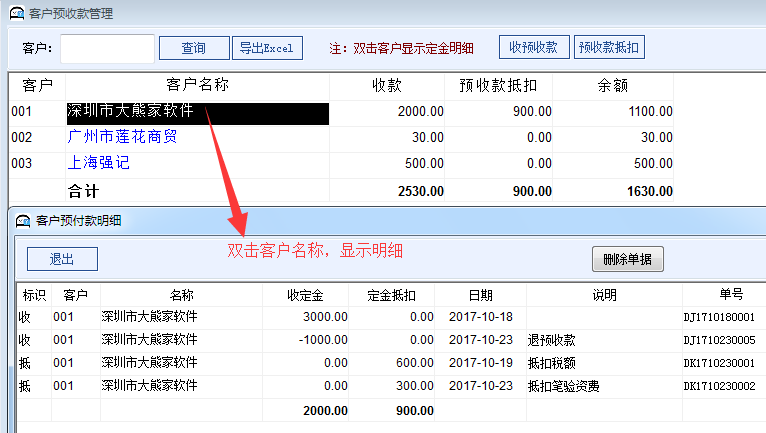 客户预收款管理
客户: 查询 导出Excel 注：双击客户显示定金明细 收预收款 预收款抵扣
客户 客户名称 收款 预收款抵扣 余额
001 深圳市大熊家软件 2000.00 900.00 1100.00
002 广州市莲花商贸 30.00 0.00 30.00
003 上海强记 500.00 0.00 500.00
合计 2530.00 900.00 1630.00
客户预付款明细
双击客户名称，显示明细
退出 删除单据
标识 客户 名称 收定金 定金抵扣 日期 说明 单号
收 001 深圳市大熊家软件 3000.00 0.00 2017-10-18 DJ1710180001
收 001 深圳市大熊家软件 -1000.00 0.00 2017-10-23 退预收款 DJ1710230005
抵 001 深圳市大熊家软件 0.00 600.00 2017-10-19 抵扣税额 DK1710230001
抵 001 深圳市大熊家软件 0.00 300.00 2017-10-23 抵扣笔验资费 DK1710230002
2000.00 900.00